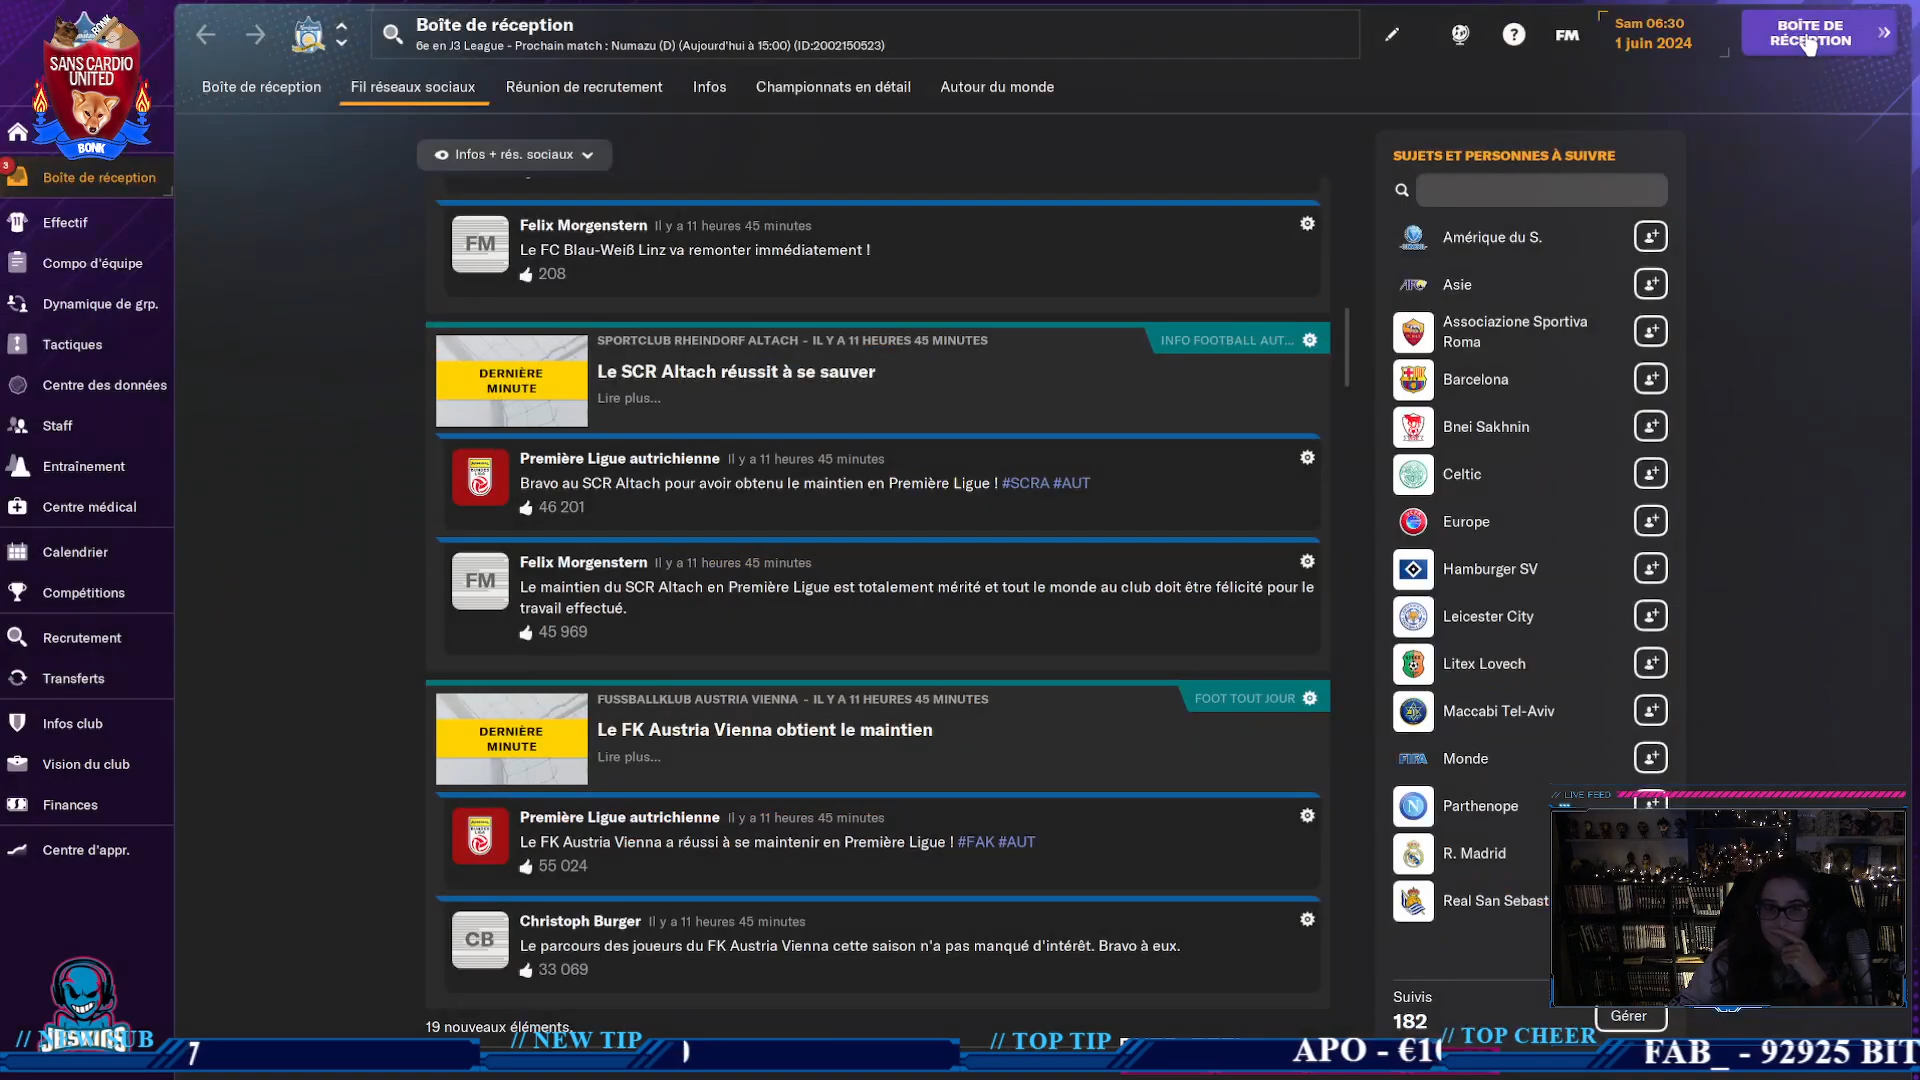 Boîte de réception
6e en J3 League - Prochain match : Numazu (D) (Aujourd'hui à 15:00) (ID:2002150523)
FM
Sam 06:30
1 juin 2024
BOÎTE DE
RÉCEPTION
BONK
SANS CARDIO
UNITED
BONK
Boîte de réception
Fil réseaux sociaux
Réunion de recrutement
Infos
Championnats en détail
Autour du monde
3
Boîte de réception
Effectif
Compo d'équipe
Dynamique de grp.
Tactiques
Centre des données
Staff
Entraînement
Centre médical
Calendrier
Compétitions
Recrutement
Transferts
Infos club
Vision du club
Finances
Centre d'appr.
Infos + rés. sociaux
FM
Felix Morgenstern Il y a 11 heures 45 minutes
Le FC Blau-Weiß Linz va remonter immédiatement !
208
DERNIÈRE
MINUTE
SPORTCLUB RHEINDORF ALTACH - IL Y A 11 HEURES 45 MINUTES
INFO FOOTBALL AUT...
Le SCR Altach réussit à se sauver
Lire plus...
Première Ligue autrichienne Il y a 11 heures 45 minutes
Bravo au SCR Altach pour avoir obtenu le maintien en Première Ligue ! #SCRA #AUT
46 201
FM
Felix Morgenstern Il y a 11 heures 45 minutes
Le maintien du SCR Altach en Première Ligue est totalement mérité et tout le monde au club doit être félicité pour le
travail effectué.
45 969
DERNIÈRE
MINUTE
FUSSBALLKLUB AUSTRIA VIENNA - IL Y A 11 HEURES 45 MINUTES
FOOT TOUT JOUR
Le FK Austria Vienna obtient le maintien
Lire plus...
Première Ligue autrichienne Il y a 11 heures 45 minutes
Le FK Austria Vienna a réussi à se maintenir en Première Ligue ! #FAK #AUT
55 024
CB
Christoph Burger Il y a 11 heures 45 minutes
Le parcours des joueurs du FK Austria Vienna cette saison n'a pas manqué d'intérêt. Bravo à eux.
33 069
19 nouveaux éléments.
SUJETS ET PERSONNES À SUIVRE
Amérique du S.
Asie
Associazione Sportiva
Roma
Barcelona
Bnei Sakhnin
Celtic
Europe
Hamburger SV
Leicester City
Litex Lovech
Maccabi Tel-Aviv
FIFA
Monde
Parthenope
R. Madrid
Real San Sebast
Suivis
182
Gérer
// LIVE FEED
// NEW SUB
7
// NEW TIP
// TOP TIP
APO - €1
// TOP CHEER
FAB_ - 92925 BIT